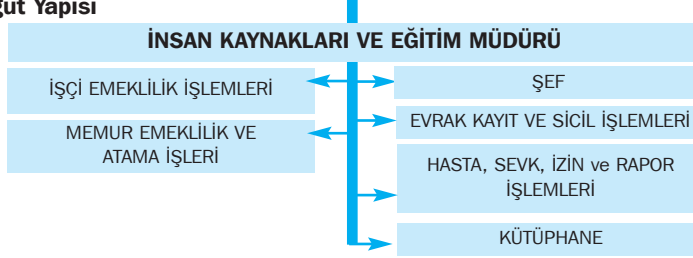 Yapısı
İNSAN KAYNAKLARI VE EĞİTİM MÜDÜRÜ
İŞÇİ EMEKLİLİK İŞLEMLERİ
MEMUR EMEKLİLİK VE
ATAMA İŞLERİ
ŞEF
EVRAK KAYIT VE SİCİL İŞLEMLERİ
HASTA, SEVK, İZİN ve RAPOR
İŞLEMLERİ
KÜTÜPHANE